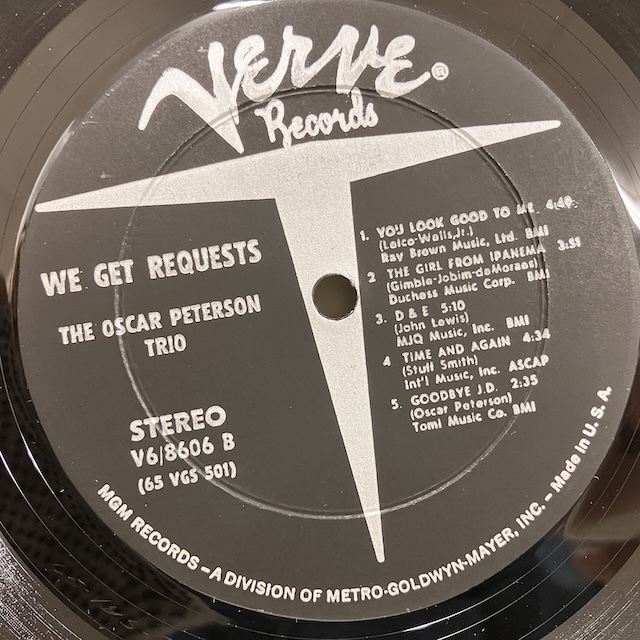 Verve®
Records
WE GET REQUESTS
THE OSCAR PETERSON
TRIO
STEREO
V6/8606 B
(65 VGS 501)
1. YOU LOOK GOOD TO ME 4:49
(Leico-Wells, Jr.)
Ray Brown Music, Ltd. BMI
2 THE GIRL FROM IPANEMA 3:51
(Gimble-Jobim-deMoraes)
Duchess Music Corp. BMI
3. D & E 5:10
(John Lewis)
MJQ Music, Inc. BMI
4 TIME AND AGAIN 4:34
(Stuff Smith)
Int'l Music, Inc. ASCAP
5. GOODBYE J.D. 2:35
(Oscar Peterson)
Tomi Music Co. BMI
MGM RECORDS – A DIVISION OF METRO-GOLDWYN-MAYER, INC. – Made in U.S.A.